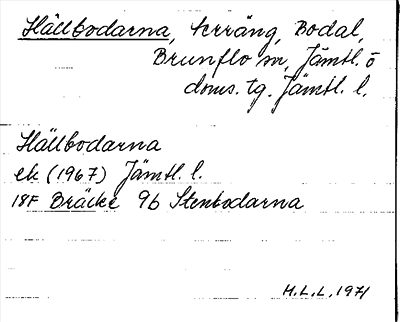 Hällbodarna, terräng, Bodal,
Brunflo sn, Jämtl. ö
doms. tg. Jämtl. l.
Hällbodarna
ek (1967) Jämtl. l.
18F Bräcke 9b Stenbodarna
H.L.L. 1971